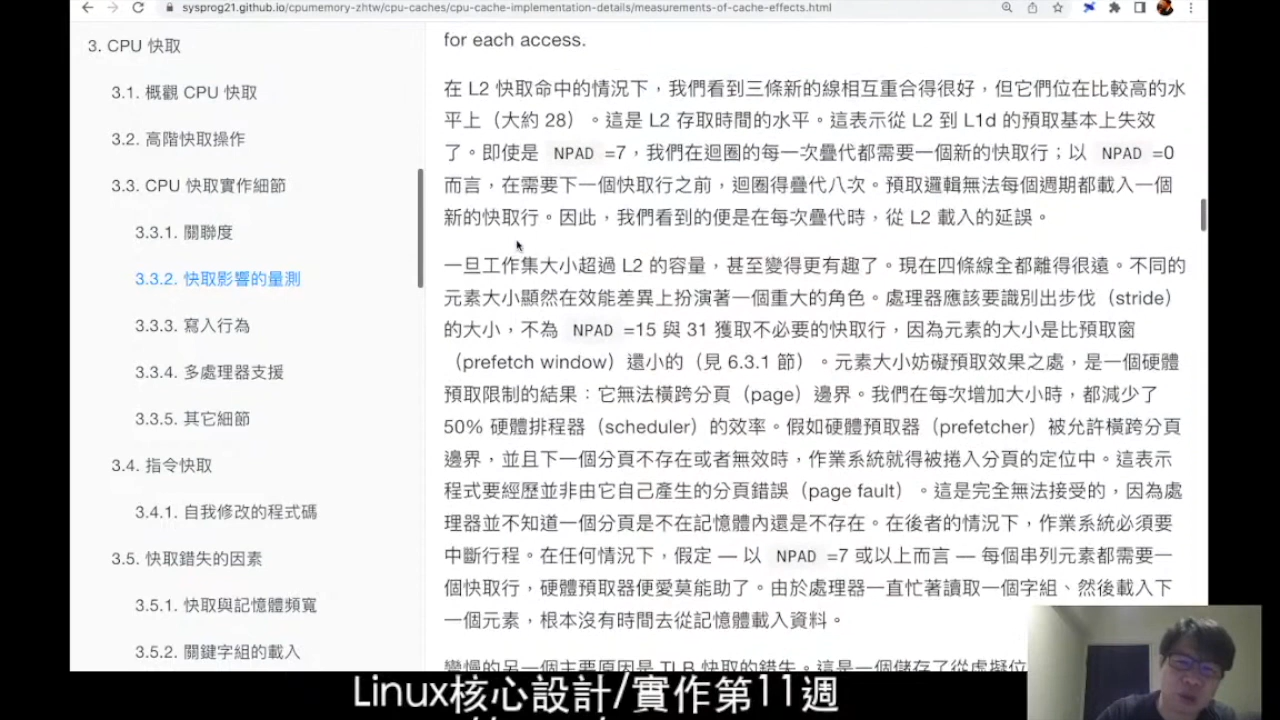 sysprog21.github.io/cpumemory-zhtw/cpu-caches/cpu-cache-implementation-details/measurements-of-cache-effects.html
3. CPU 快取
3.1. 概觀 CPU 快取
3.2. 高階快取操作
3.3. CPU 快取實作細節
3.3.1. 關聯度
3.3.2. 快取影響的量測
3.3.3. 寫入行為
3.3.4. 多處理器支援
3.3.5. 其它細節
3.4. 指令快取
3.4.1. 自我修改的程式碼
3.5. 快取錯失的因素
3.5.1. 快取與記憶體頻寬
3.5.2. 關鍵字組的載入
for each access.
在 L2 快取命中的情況下，我們看到三條新的線相互重合得很好，但它們位在比較高的水
平上（大約 28）。這是 L2 存取時間的水平。這表示從 L2 到 L1d 的預取基本上失效
了。即使是 NPAD =7，我們在迴圈的每一次疊代都需要一個新的快取行；以 NPAD =0
而言，在需要下一個快取行之前，迴圈得疊代八次。預取邏輯無法每個週期都載入一個
新的快取行。因此，我們看到的便是在每次疊代時，從 L2 載入的延誤。
一旦工作集大小超過 L2 的容量，甚至變得更有趣了。現在四條線全都離得很遠。不同的
元素大小顯然在效能差異上扮演著一個重大的角色。處理器應該要識別出步伐（stride）
的大小，不為 NPAD =15 與 31 獲取不必要的快取行，因為元素的大小是比預取窗
（prefetch window）還小的（見 6.3.1 節）。元素大小妨礙預取效果之處，是一個硬體
預取限制的結果：它無法橫跨分頁（page）邊界。我們在每次增加大小時，都減少了
50% 硬體排程器（scheduler）的效率。假如硬體預取器（prefetcher）被允許橫跨分頁
邊界，並且下一個分頁不存在或者無效時，作業系統就得被捲入分頁的定位中。這表示
程式要經歷並非由它自己產生的分頁錯誤（page fault）。這是完全無法接受的，因為處
理器並不知道一個分頁是不在記憶體內還是不存在。在後者的情況下，作業系統必須要
中斷行程。在任何情況下，假定 — 以 NPAD =7 或以上而言 — 每個串列元素都需要一
個快取行，硬體預取器便愛莫能助了。由於處理器一直忙著讀取一個字組、然後載入下
一個元素，根本沒有時間去從記憶體載入資料。
變慢的另一個主要原因是 TLB 快取的錯失。這是一個儲存了從虛擬位
Linux核心設計/實作第11週